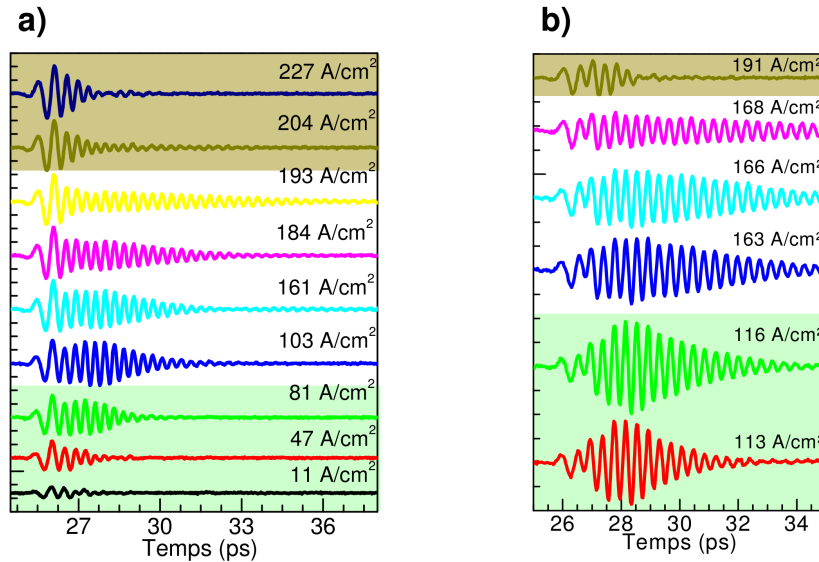 a)
227 A/cm²
204 A/cm²
193 A/cm²
184 A/cm²
161 A/cm²
103 A/cm²
81 A/cm²
47 A/cm²
11 A/cm²
27 30 33 36
Temps (ps)
b)
191 A/cm²
168 A/cm²
166 A/cm²
163 A/cm²
116 A/cm²
113 A/cm²
26 28 30 32 34
Temps (ps)